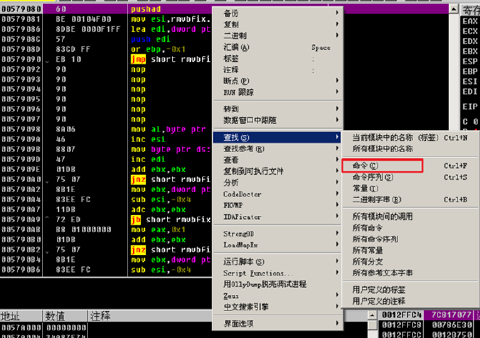 00579080 60 pushad
00579081 BE 00104F00 mov esi,rmvbfix.
00579086 8DBE 0000F1FF lea edi,dword pt
0057908C 57 push edi
0057908D 83CD FF or ebp,-0x1
00579090 EB 10 jmp short rmvbfix
00579092 90 nop
00579093 90 nop
00579094 90 nop
00579095 90 nop
00579096 90 nop
00579097 90 nop
00579098 8A06 mov al,byte ptr
0057909A 46 inc esi
0057909B 8807 mov byte ptr ds:
0057909D 47 inc edi
0057909E 01DB add ebx,ebx
005790A0 75 07 jnz short rmvbfi
005790A2 8B1E mov ebx,dword pt
005790A4 83EE FC sub esi,-0x4
005790A7 11DB adc ebx,ebx
005790A9 72 ED jb short rmvbfix
005790AB B8 01000000 mov eax,0x1
005790B0 01DB add ebx,ebx
005790B2 75 07 jnz short rmvbfi
005790B4 8B1E mov ebx,dword pt
005790B6 83EE FC sub esi,-0x4
备份
复制
二进制
汇编(A) Space
标签 :
注释 ;
断点(P)
RUN 跟踪
转到
数据窗口中跟随
查找(S)
查找参考(R)
查看
复制到可执行文件
分析
CodeDoctor
PKOWP
IDAFicator
StrongOD
LoadMapEx
运行脚本(S)
Script Functions...
用OllyDump脱壳调试进程
Zeus
中文搜索引擎
界面选项
当前模块中的名称 (标签) Ctrl+N
所有模块中的名称
命令(C) Ctrl+F
命令序列(S) Ctrl+S
常量(I)
二进制字串(B) Ctrl+B
所有模块间的调用
所有命令
所有命令序列
所有常量
所有分支
所有参考文本字串
用户定义的标签
用户定义的注释
寄存
EAX
ECX
EDX
EBX
ESP
EBP
ESI
EDI
EIP
C 0
地址 数值 注释
0057A000 00000000
0012FFC4 7C817077
0012FFC8 00786E30
0012FFCC 0012B750